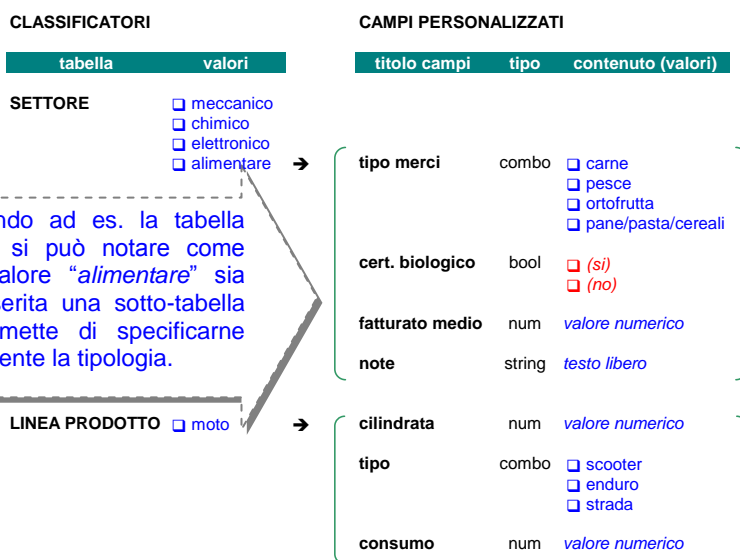 CLASSIFICATORI CAMPI PERSONALIZZATI
tabella valori titolo campi tipo contenuto (valori)
SETTORE ❑ meccanico
❑ chimico
❑ elettronico
❑ alimentare ➔ tipo merci combo ❑ carne
❑ pesce
❑ ortofrutta
❑ pane/pasta/cereali
ndo ad es. la tabella
si può notare come
alore “alimentare” sia
erita una sotto-tabella
mette di specificarne
ente la tipologia.
cert. biologico bool ❑ (si)
❑ (no)
fatturato medio num valore numerico
note string testo libero
LINEA PRODOTTO ❑ moto ➔ cilindrata num valore numerico
tipo combo ❑ scooter
❑ enduro
❑ strada
consumo num valore numerico